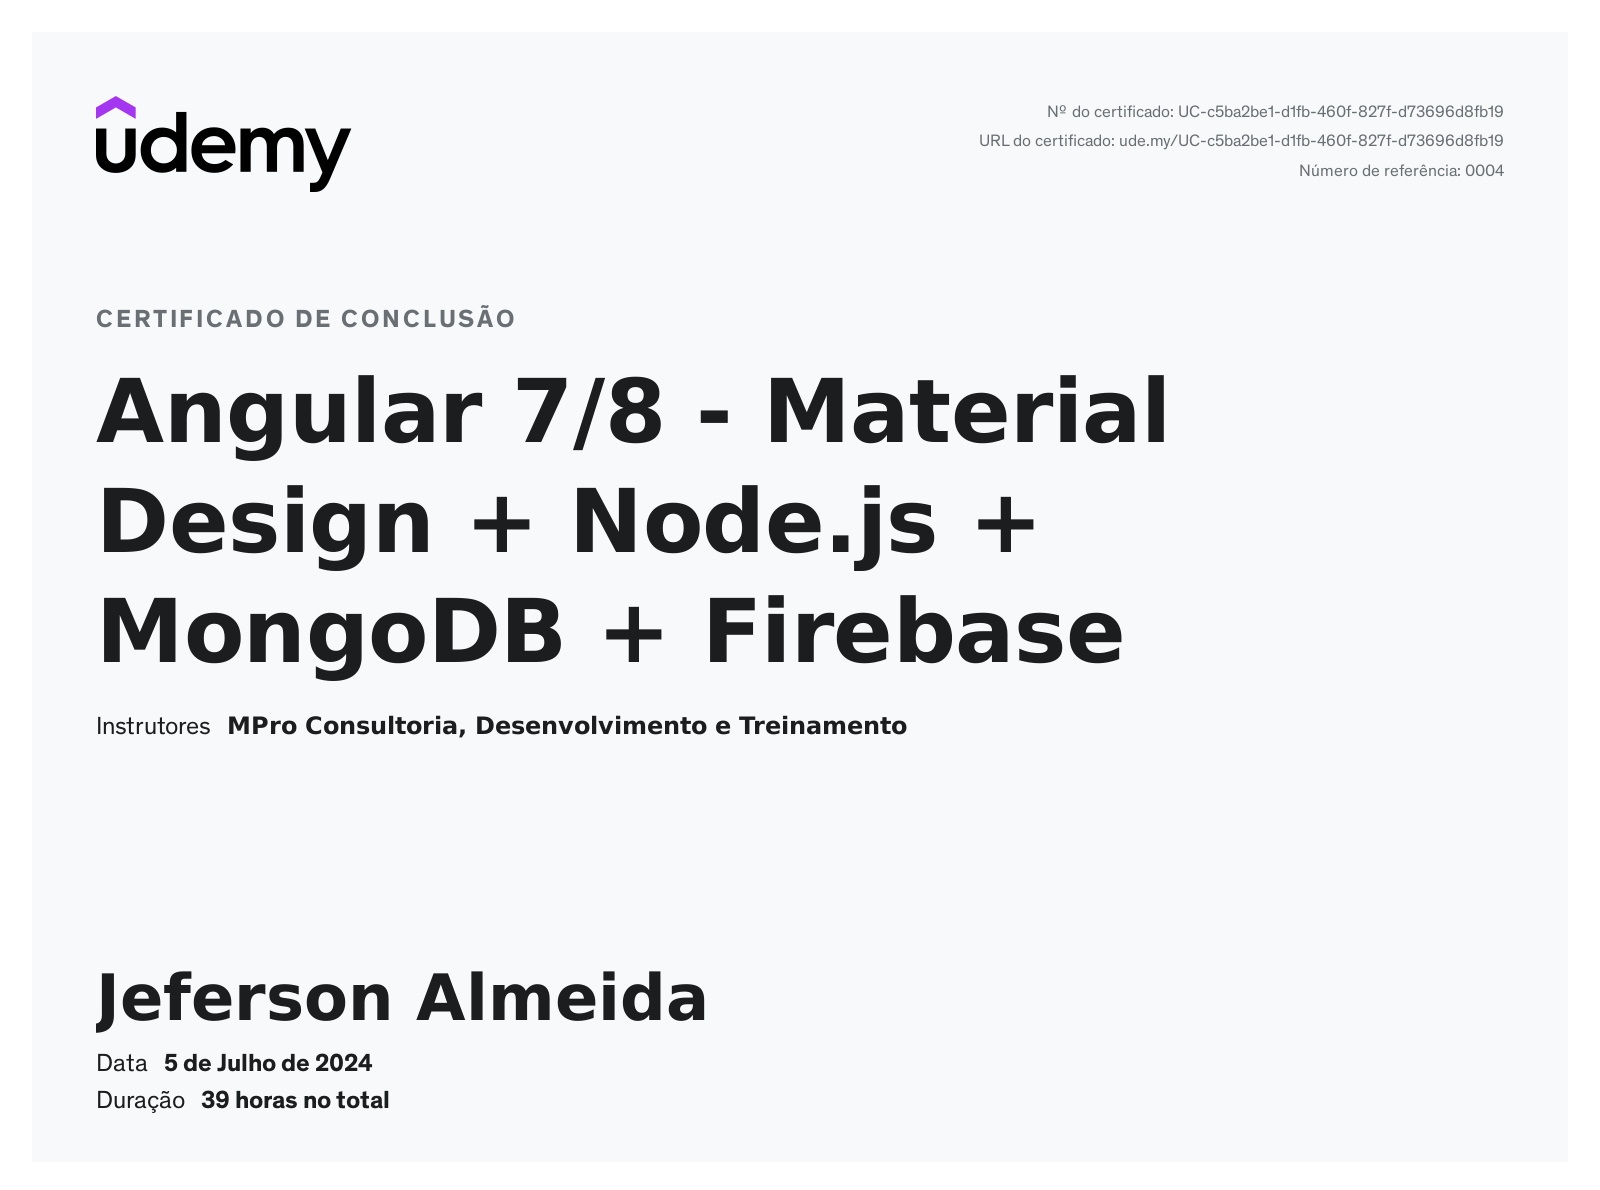 udemy
Nº do certificado: UC-c5ba2be1-d1fb-460f-827f-d73696d8fb19
URL do certificado: ude.my/UC-c5ba2be1-d1fb-460f-827f-d73696d8fb19
Número de referência: 0004
CERTIFICADO DE CONCLUSÃO
Angular 7/8 - Material
Design + Node.js +
MongoDB + Firebase
Instrutores MPro Consultoria, Desenvolvimento e Treinamento
Jeferson Almeida
Data 5 de Julho de 2024
Duração 39 horas no total